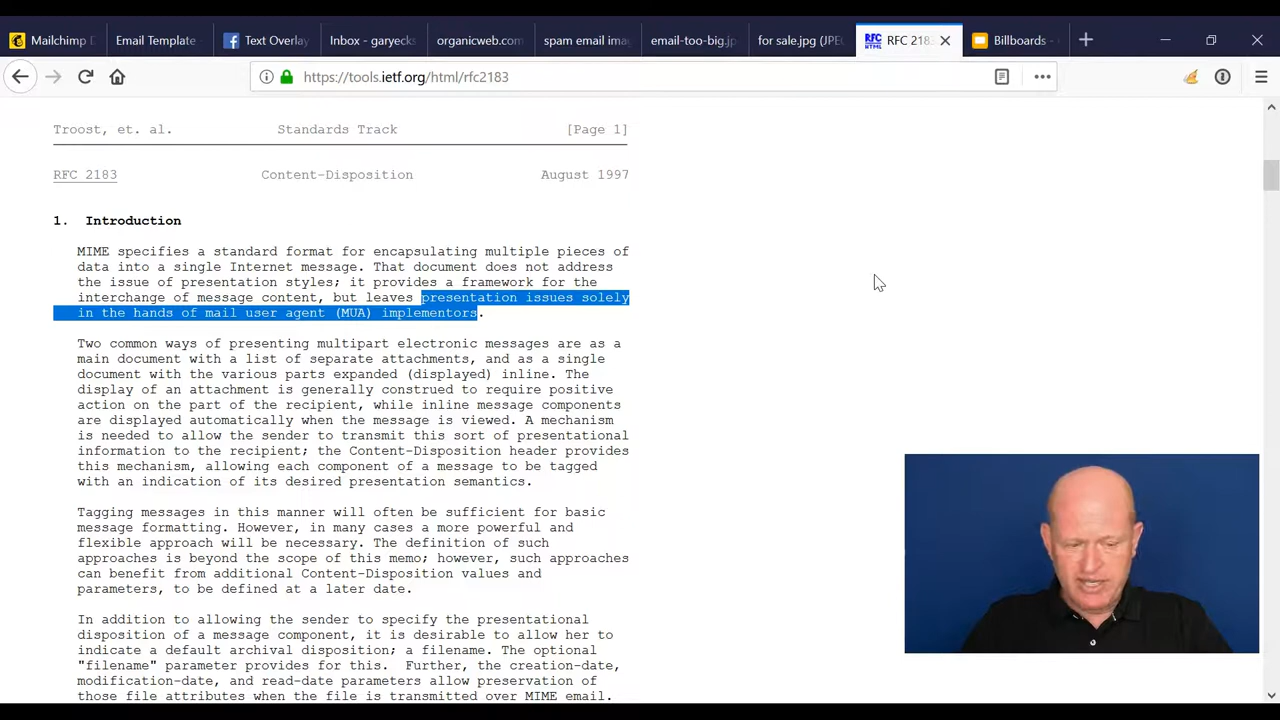 Mailchimp
Email Template
Text Overlay
Inbox - garyecks
organicweb.com
spam email ima
email-too-big.jp
for sale.jpg (JPE
RFC HTML RFC 218
Billboards -
https://tools.ietf.org/html/rfc2183
Troost, et. al. Standards Track [Page 1]
RFC 2183 Content-Disposition August 1997
1. Introduction
MIME specifies a standard format for encapsulating multiple pieces of
data into a single Internet message. That document does not address
the issue of presentation styles; it provides a framework for the
interchange of message content, but leaves presentation issues solely
in the hands of mail user agent (MUA) implementors.
Two common ways of presenting multipart electronic messages are as a
main document with a list of separate attachments, and as a single
document with the various parts expanded (displayed) inline. The
display of an attachment is generally construed to require positive
action on the part of the recipient, while inline message components
are displayed automatically when the message is viewed. A mechanism
is needed to allow the sender to transmit this sort of presentational
information to the recipient; the Content-Disposition header provides
this mechanism, allowing each component of a message to be tagged
with an indication of its desired presentation semantics.
Tagging messages in this manner will often be sufficient for basic
message formatting. However, in many cases a more powerful and
flexible approach will be necessary. The definition of such
approaches is beyond the scope of this memo; however, such approaches
can benefit from additional Content-Disposition values and
parameters, to be defined at a later date.
In addition to allowing the sender to specify the presentational
disposition of a message component, it is desirable to allow her to
indicate a default archival disposition; a filename. The optional
"filename" parameter provides for this. Further, the creation-date,
modification-date, and read-date parameters allow preservation of
those file attributes when the file is transmitted over MIME email.